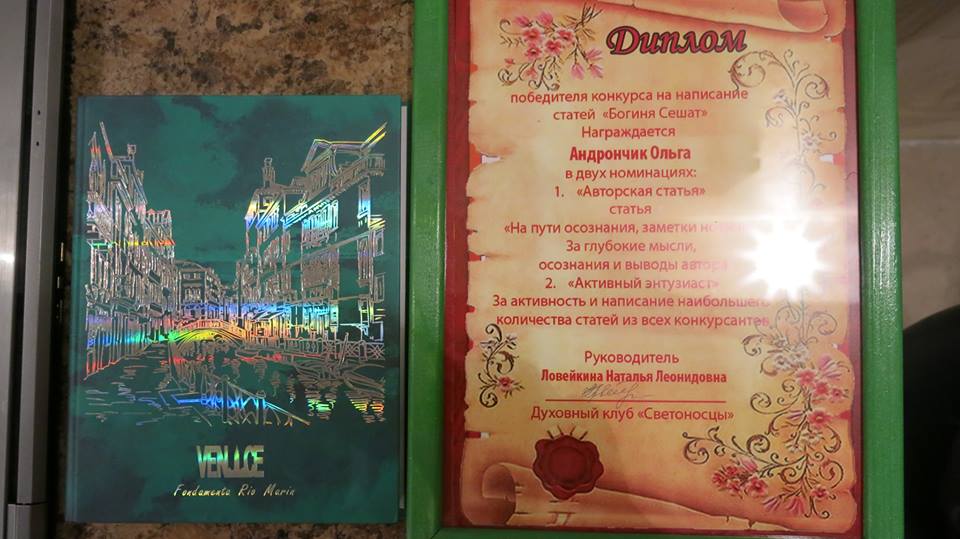 VENICE
Fondamenta Rio Marin
Диплом
победителя конкурса на написание
статей «Богиня Сешат»
Награждается
Андрончик Ольга
в двух номинациях:
1. «Авторская статья»
статья
«На пути осознания, заметки
За глубокие мысли,
осознания и выводы автора
2. «Активный энтузиаст»
За активность и написание наибольшего
количества статей из всех конкурсантов
Руководитель
Ловейкина Наталья Леонидовна
Духовный клуб «Светоносцы»